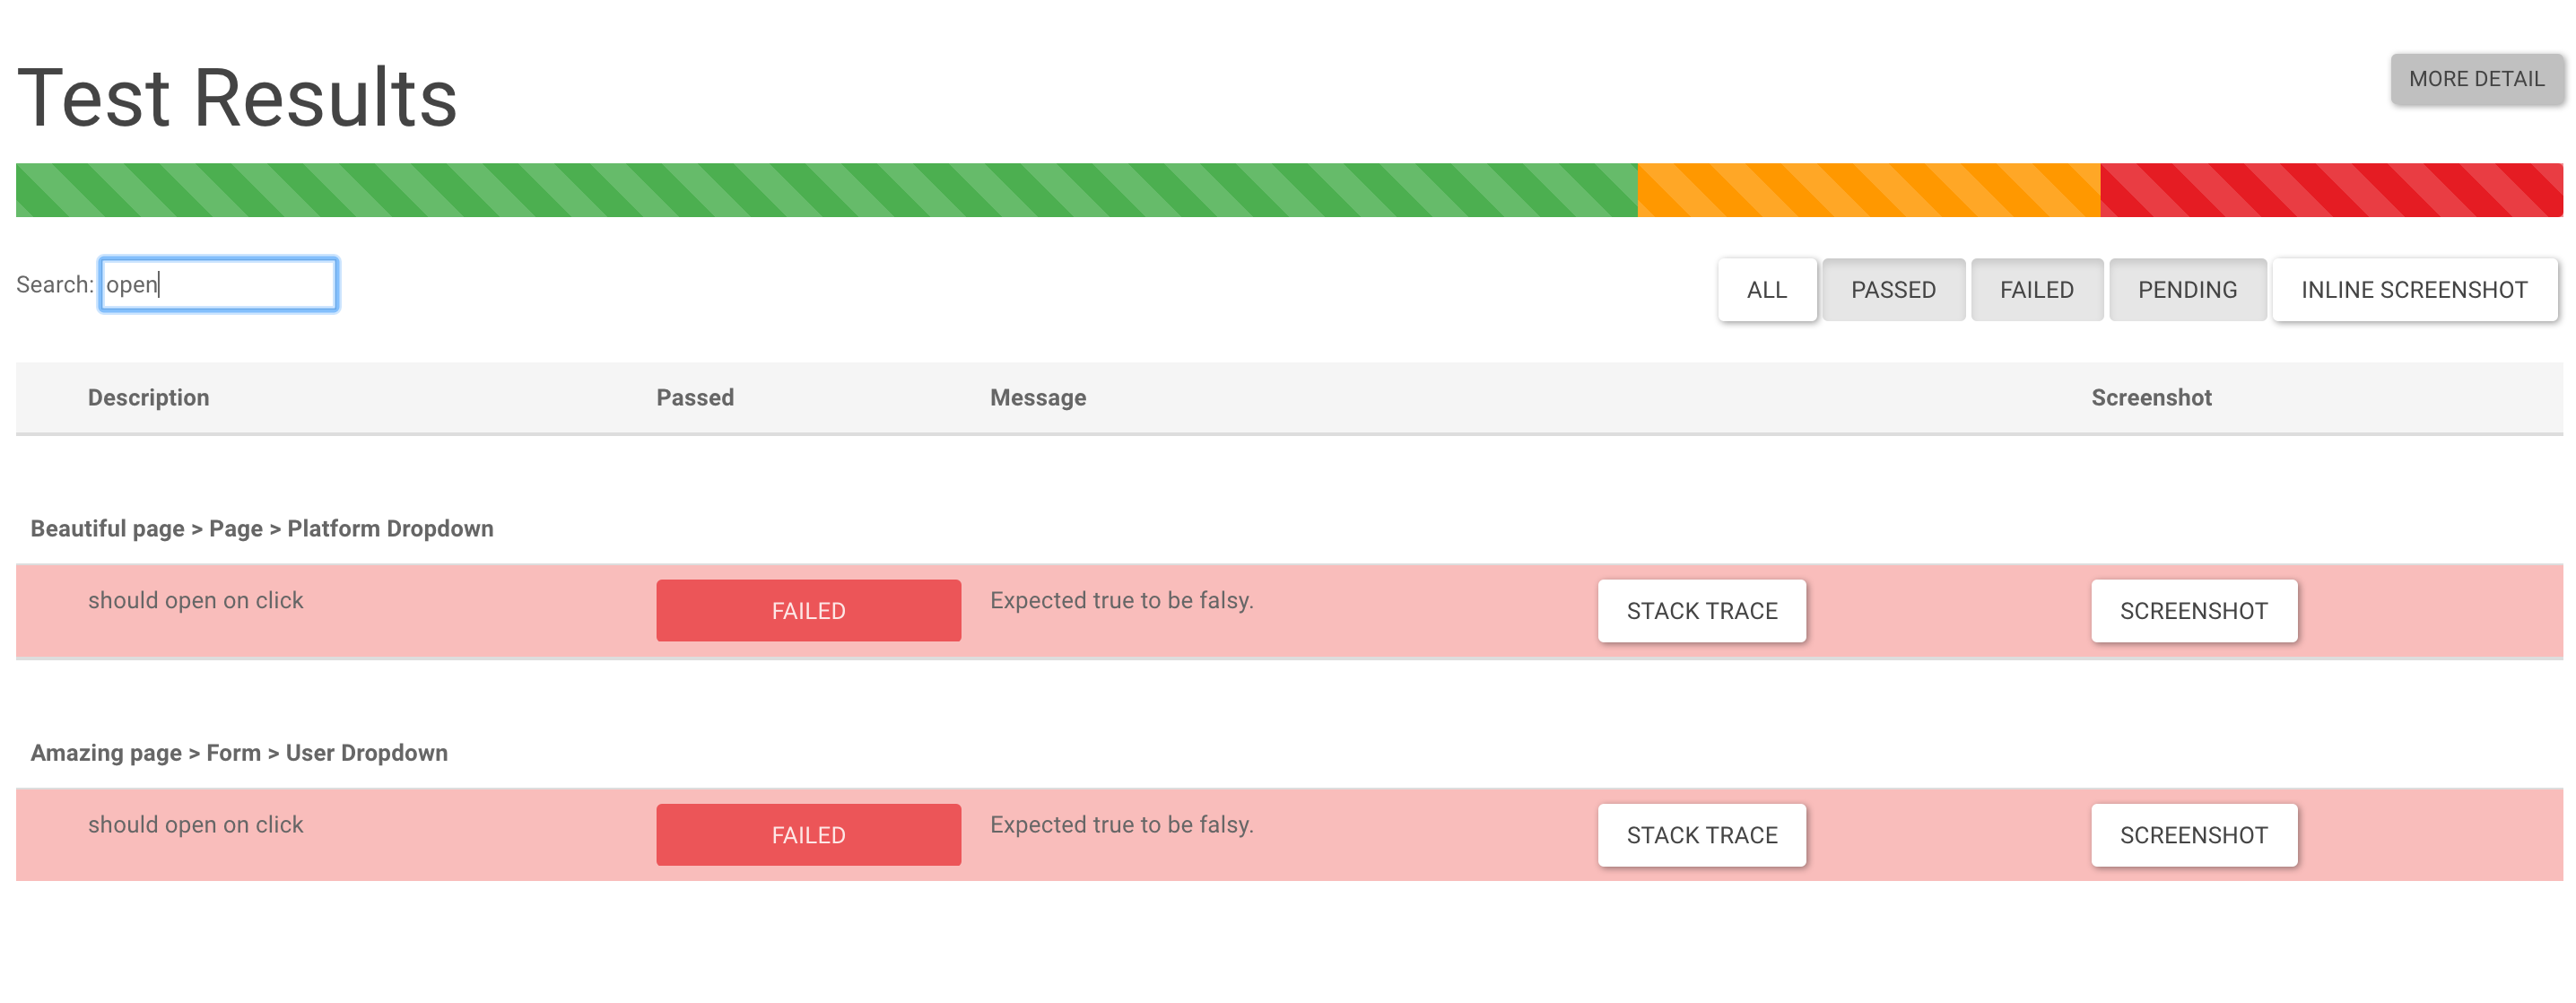 Test Results
MORE DETAIL
Search: open
ALL PASSED FAILED PENDING INLINE SCREENSHOT
Description Passed Message Screenshot
Beautiful page > Page > Platform Dropdown
should open on click FAILED Expected true to be falsy. STACK TRACE SCREENSHOT
Amazing page > Form > User Dropdown
should open on click FAILED Expected true to be falsy. STACK TRACE SCREENSHOT